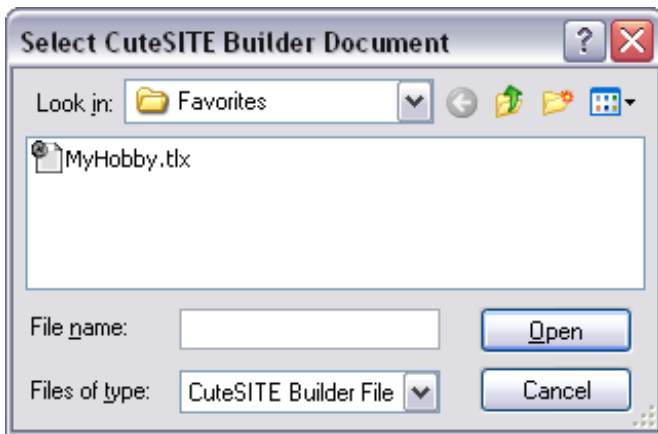 Select CuteSITE Builder Document
Look in: Favorites
MyHobby.tlx
File name:
Open
Files of type: CuteSITE Builder File
Cancel